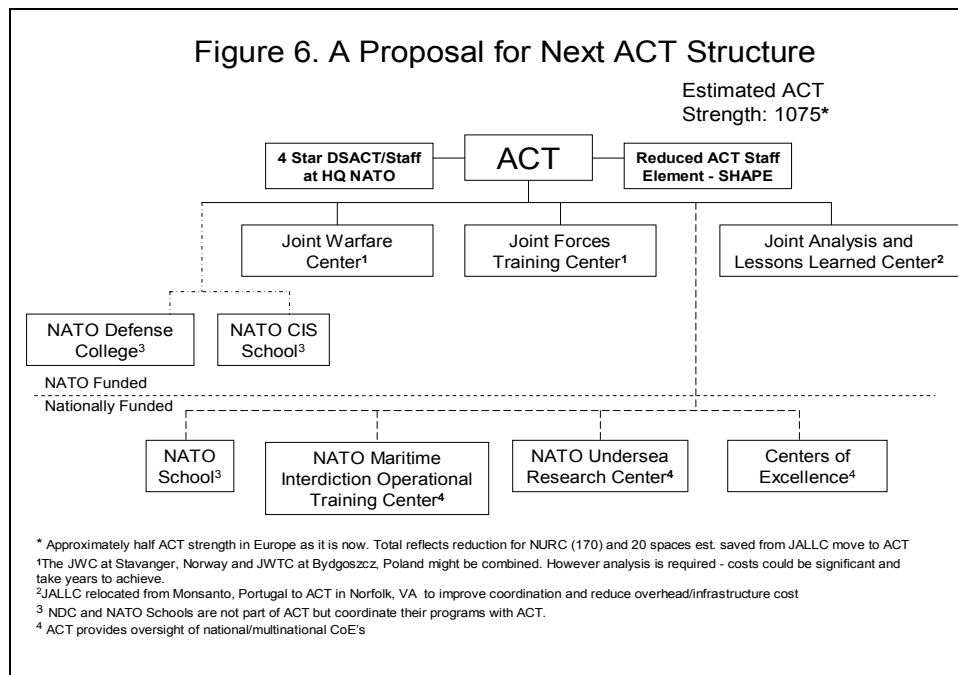 Figure 6. A Proposal for Next ACT Structure
Estimated ACT
Strength: 1075*
4 Star DSACT/Staff
at HQ NATO
ACT
Reduced ACT Staff
Element - SHAPE
Joint Warfare
Center¹
Joint Forces
Training Center¹
Joint Analysis and
Lessons Learned Center²
NATO Defense
College³
NATO CIS
School³
NATO Funded
Nationally Funded
NATO
School³
NATO Maritime
Interdiction Operational
Training Center⁴
NATO Undersea
Research Center⁴
Centers of
Excellence⁴
* Approximately half ACT strength in Europe as it is now. Total reflects reduction for NURC (170) and 20 spaces est. saved from JALLC move to ACT
¹The JWC at Stavanger, Norway and JWTC at Bydgoszcz, Poland might be combined. However analysis is required - costs could be significant and
take years to achieve.
²JALLC relocated from Monsanto, Portugal to ACT in Norfolk, VA to improve coordination and reduce overhead/infrastructure cost
³ NDC and NATO Schools are not part of ACT but coordinate their programs with ACT.
⁴ ACT provides oversight of national/multinational CoE's